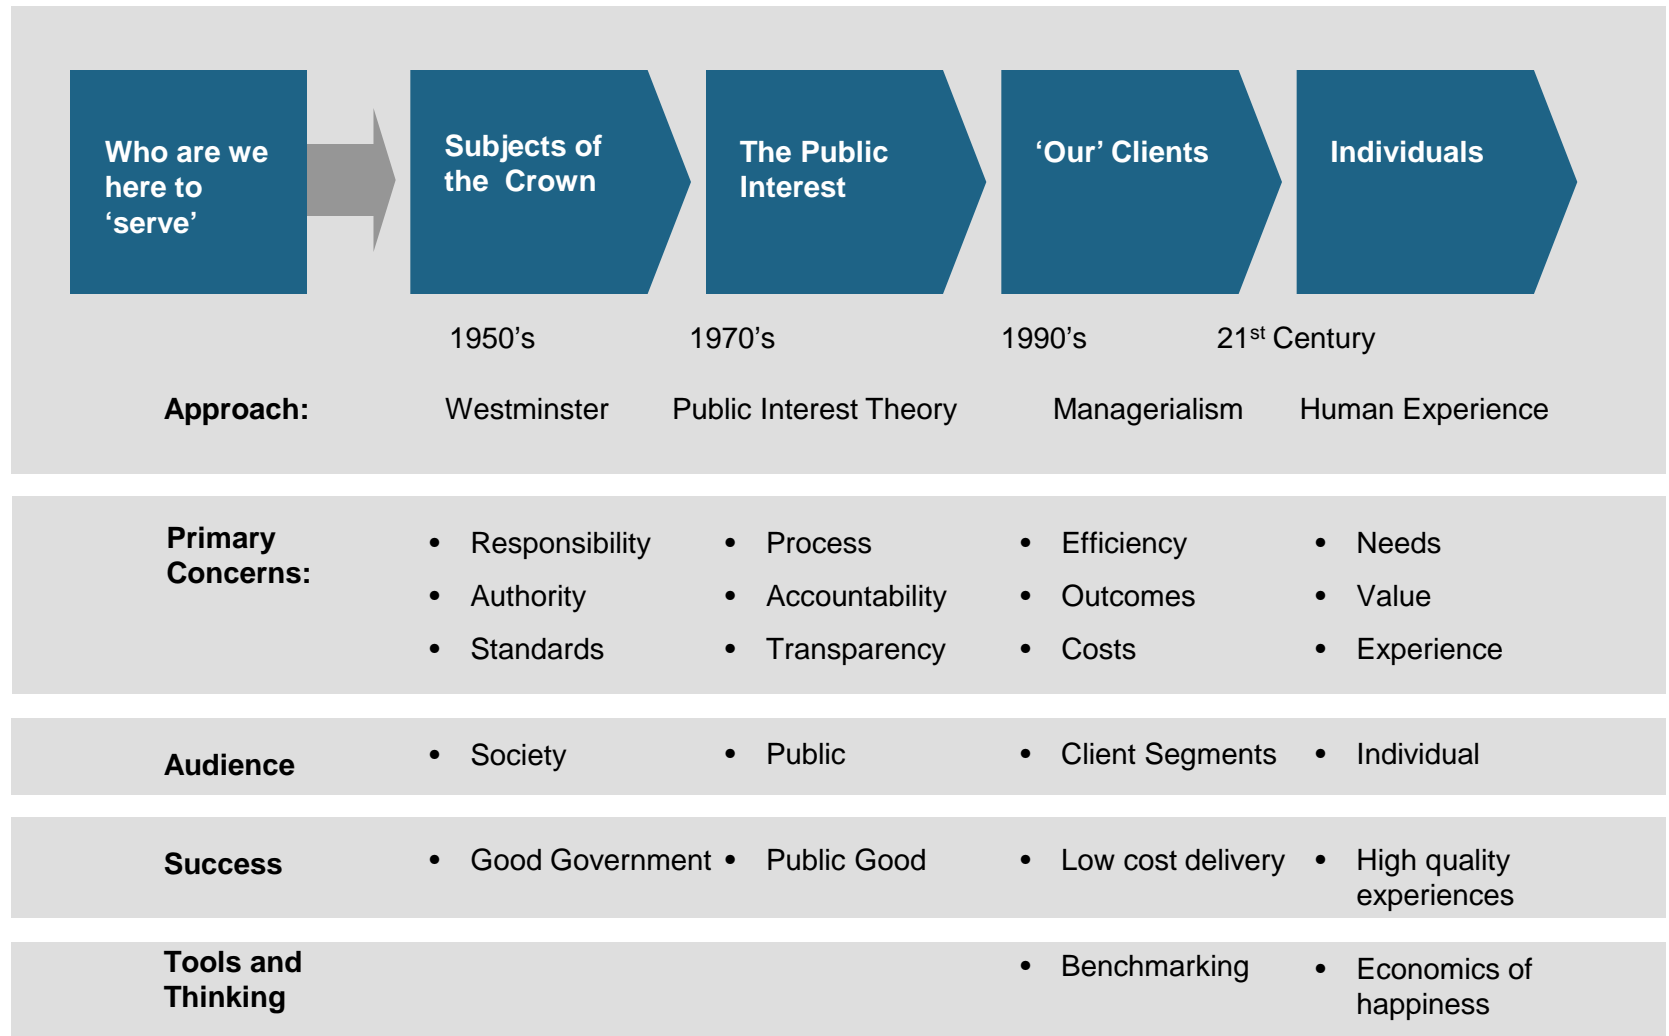 Who are we
here to
‘serve’
Subjects of
the Crown
The Public
Interest
‘Our’ Clients
Individuals
1950’s 1970’s 1990’s 21st Century
Approach: Westminster Public Interest Theory Managerialism Human Experience
Primary
Concerns:
• Responsibility • Process • Efficiency • Needs
• Authority • Accountability • Outcomes • Value
• Standards • Transparency • Costs • Experience
Audience • Society • Public • Client Segments • Individual
Success • Good Government • Public Good • Low cost delivery • High quality
experiences
Tools and
Thinking
• Benchmarking • Economics of
happiness